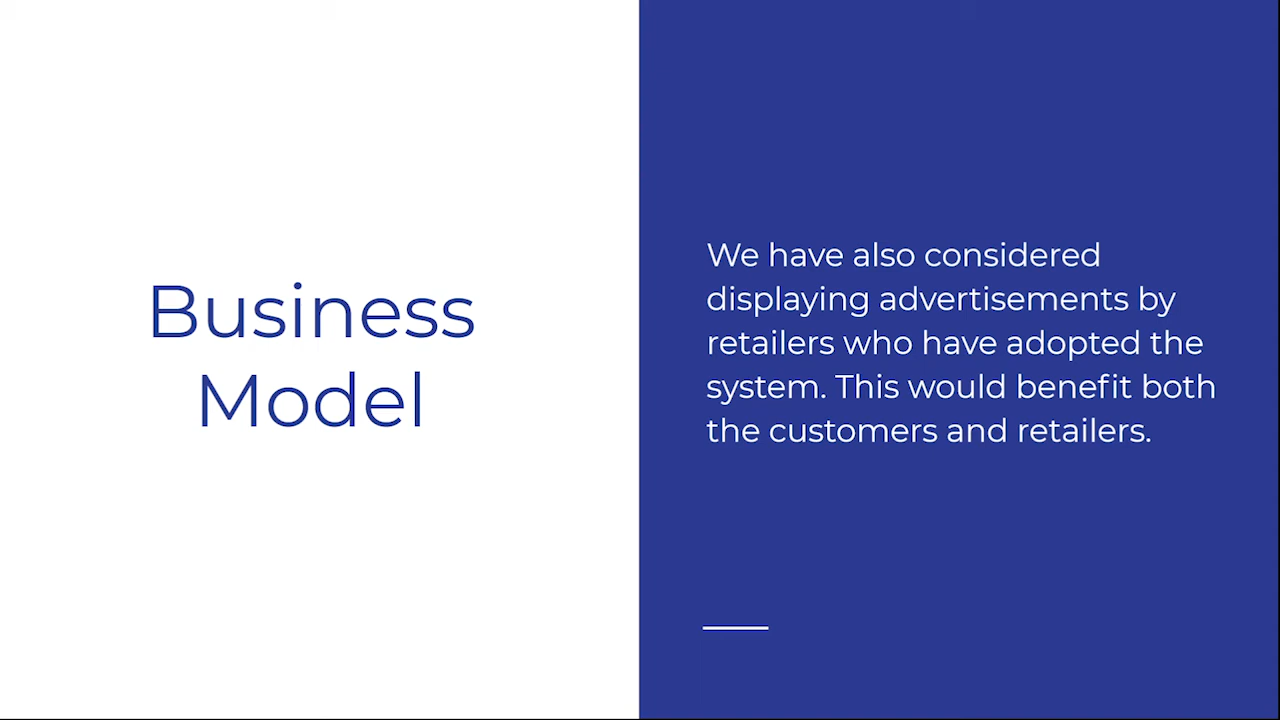 Business
Model
We have also considered
displaying advertisements by
retailers who have adopted the
system. This would benefit both
the customers and retailers.